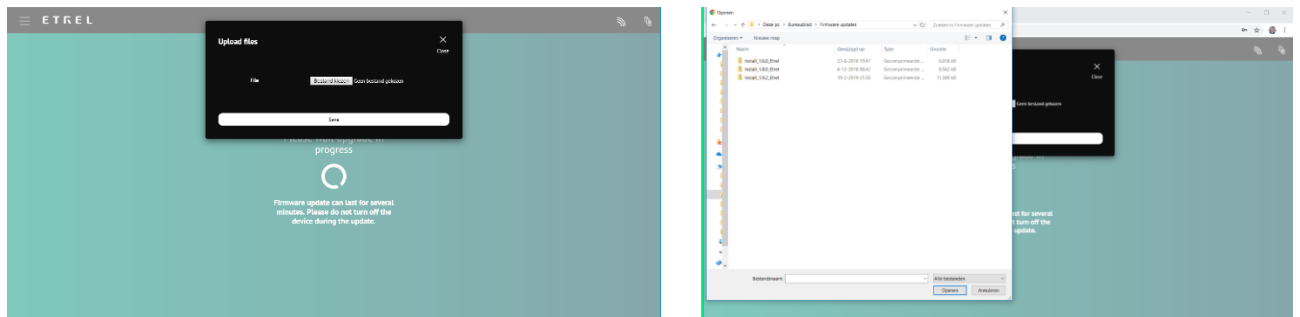 ETREL
Upload files
Close
File
Bestand kiezen Geen bestand gekozen
Save
Please wait upgrade in
progress
Firmware update can last for several
minutes. Please do not turn off the
device during the update.
Openen
Deze pc > Bureaublad > Firmware updates
Zoeken in Firmware updates
Organiseren Nieuwe map
Naam Gewijzigd op Type Grootte
Install_1.6.0_Etrel
Install_1.8.0_Etrel
Install_1.9.2_Etrel
Gecomprimeerde ...
Gecomprimeerde ...
Gecomprimeerde ...
Close
Geen bestand gekozen
ast for several
t turn off the
update.
Bestandsnaam:
Alle bestanden
Openen Annuleren